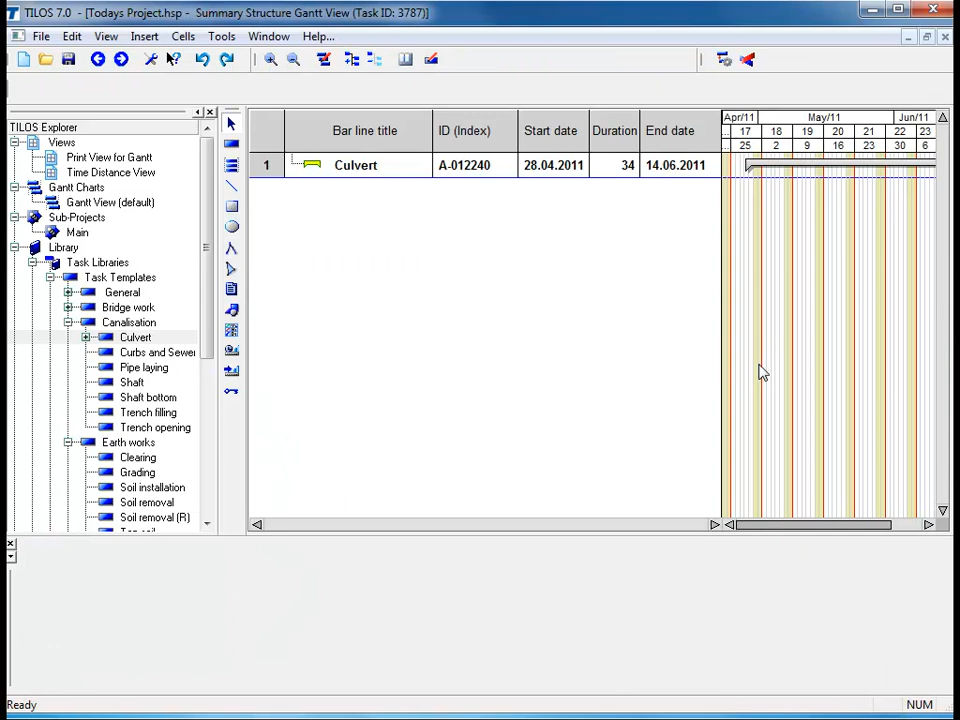 TILOS 7.0 - [Todays Project.hsp - Summary Structure Gantt View (Task ID: 3787)]
File Edit View Insert Cells Tools Window Help...
TILOS Explorer
Views
Print View for Gantt
Time Distance View
Gantt Charts
Gantt View (default)
Sub-Projects
Main
Library
Task Libraries
Task Templates
General
Bridge work
Canalisation
Culvert
Curbs and Sewer
Pipe laying
Shaft
Shaft bottom
Trench filling
Trench opening
Earth works
Clearing
Grading
Soil installation
Soil removal
Soil removal (R)
Bar line title ID (Index) Start date Duration End date
1 Culvert A-012240 28.04.2011 34 14.06.2011
Apr/11 May/11 Jun/11
17 18 19 20 21 22 23
25 2 9 16 23 30 6
Ready NUM